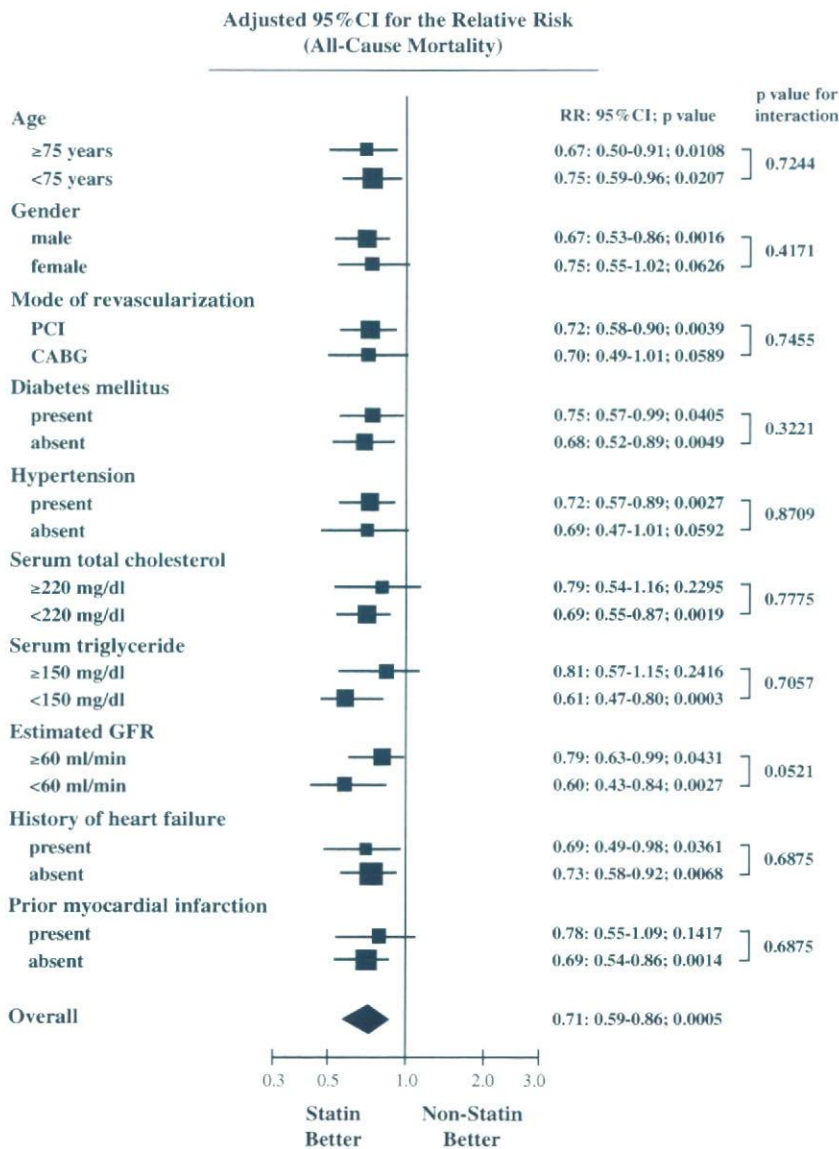 Adjusted 95%CI for the Relative Risk
(All-Cause Mortality)
RR: 95%CI; p value
p value for
interaction
Age
≥75 years 0.67: 0.50-0.91; 0.0108
<75 years 0.75: 0.59-0.96; 0.0207
0.7244
Gender
male 0.67: 0.53-0.86; 0.0016
female 0.75: 0.55-1.02; 0.0626
0.4171
Mode of revascularization
PCI 0.72: 0.58-0.90; 0.0039
CABG 0.70: 0.49-1.01; 0.0589
0.7455
Diabetes mellitus
present 0.75: 0.57-0.99; 0.0405
absent 0.68: 0.52-0.89; 0.0049
0.3221
Hypertension
present 0.72: 0.57-0.89; 0.0027
absent 0.69: 0.47-1.01; 0.0592
0.8709
Serum total cholesterol
≥220 mg/dl 0.79: 0.54-1.16; 0.2295
<220 mg/dl 0.69: 0.55-0.87; 0.0019
0.7775
Serum triglyceride
≥150 mg/dl 0.81: 0.57-1.15; 0.2416
<150 mg/dl 0.61: 0.47-0.80; 0.0003
0.7057
Estimated GFR
≥60 ml/min 0.79: 0.63-0.99; 0.0431
<60 ml/min 0.60: 0.43-0.84; 0.0027
0.0521
History of heart failure
present 0.69: 0.49-0.98; 0.0361
absent 0.73: 0.58-0.92; 0.0068
0.6875
Prior myocardial infarction
present 0.78: 0.55-1.09; 0.1417
absent 0.69: 0.54-0.86; 0.0014
0.6875
Overall 0.71: 0.59-0.86; 0.0005
0.3 0.5 1.0 2.0 3.0
Statin Non-Statin
Better Better